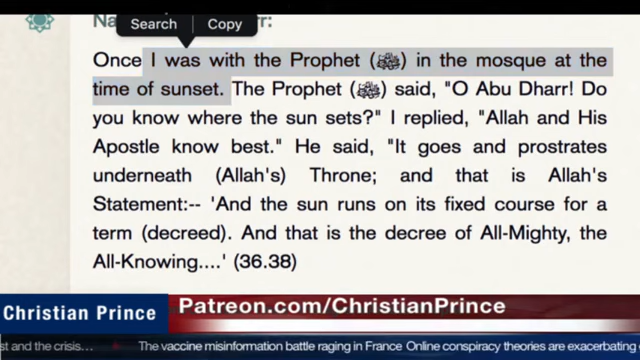 Search Copy
Once I was with the Prophet (ﷺ) in the mosque at the
time of sunset. The Prophet (ﷺ) said, "O Abu Dharr! Do
you know where the sun sets?" I replied, "Allah and His
Apostle know best." He said, "It goes and prostrates
underneath (Allah's) Throne; and that is Allah's
Statement:-- 'And the sun runs on its fixed course for a
term (decreed). And that is the decree of All-Mighty, the
All-Knowing....' (36.38)
Christian Prince
Patreon.com/ChristianPrince
st and the crisis... The vaccine misinformation battle raging in France Online conspiracy theories are exacerbating